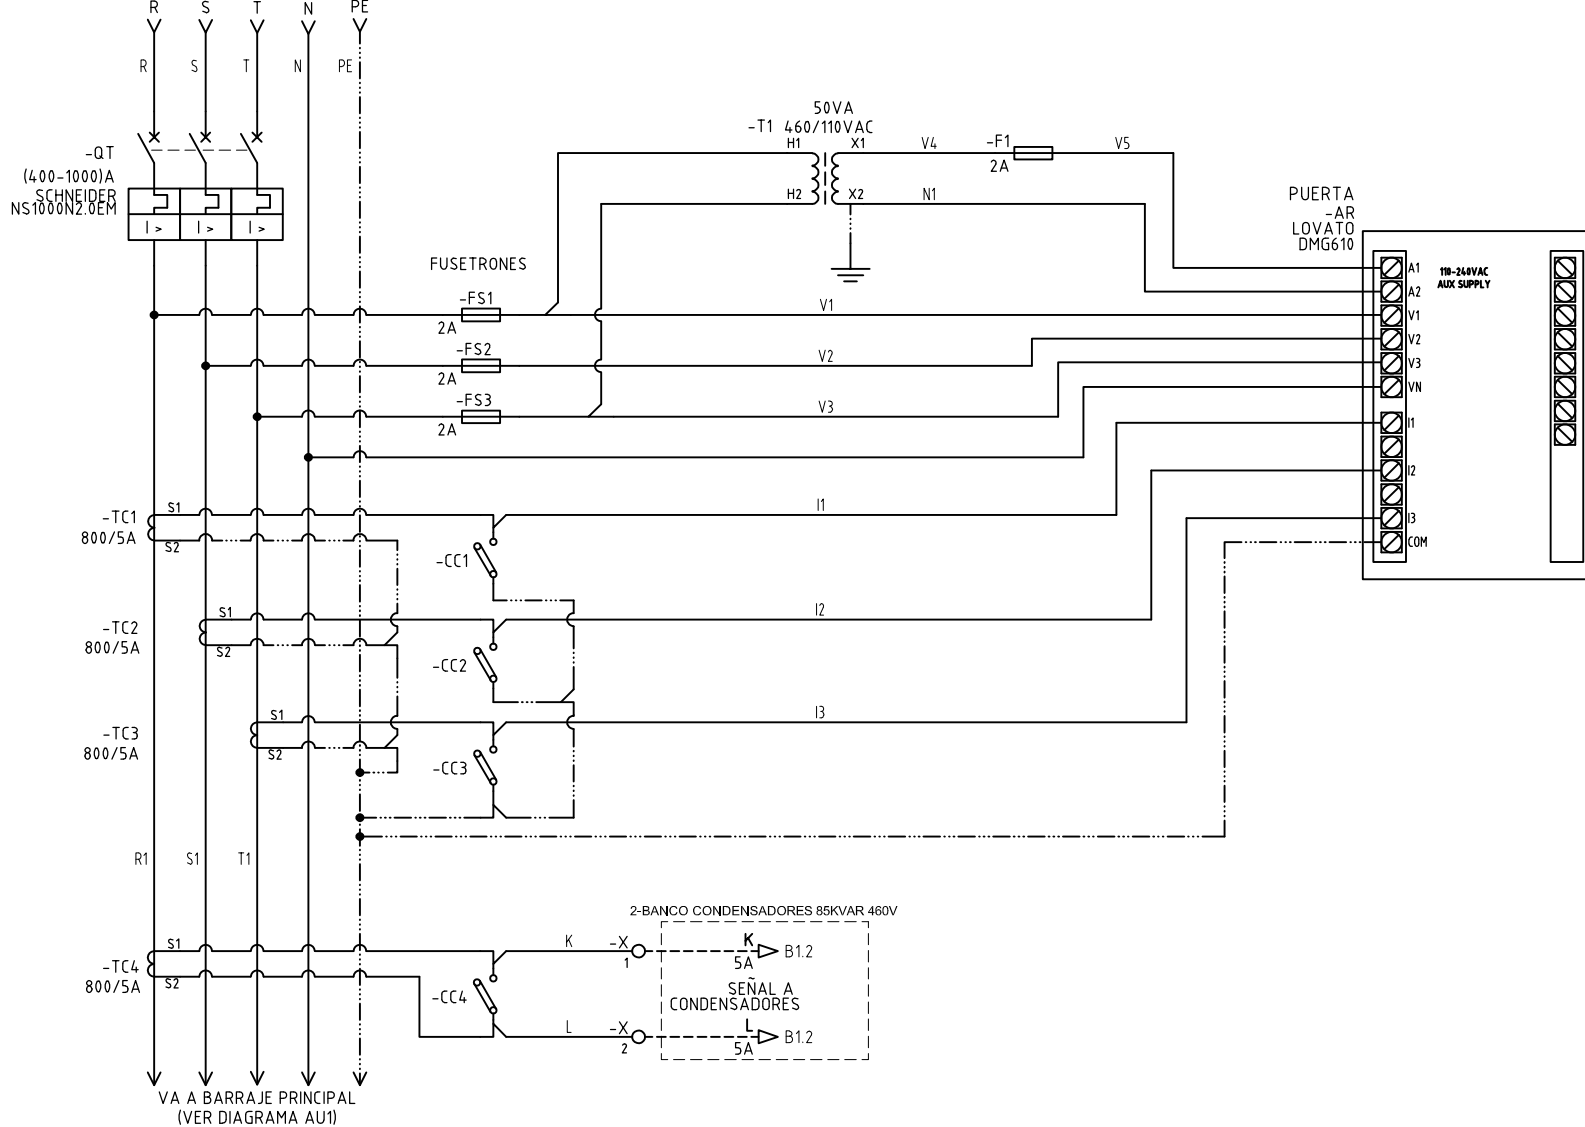 R S T N PE
R S T N PE
-QT
(400-1000)A
SCHNEIDER
NS1000N2.0EM
I > I > I >
50VA
-T1 460/110VAC
H1 X1 V4 -F1 V5
2A
H2 X2 N1
PUERTA
-AR
LOVATO
DMG610
A1 110-240VAC
A2 AUX SUPPLY
V1
V2
V3
VN
I1
I2
I3
COM
FUSETRONES
-FS1 V1
2A
-FS2 V2
2A
-FS3 V3
2A
-TC1 S1 I1
800/5A S2
-CC1
-TC2 S1 I2
800/5A S2
-CC2
-TC3 S1 I3
800/5A S2
-CC3
R1 S1 T1
2-BANCO CONDENSADORES 85KVAR 460V
-TC4 S1 K -X K B1.2
800/5A S2 1 5A
-CC4
SEÑAL A
CONDENSADORES
L -X L B1.2
2 5A
VA A BARRAJE PRINCIPAL
(VER DIAGRAMA AU1)